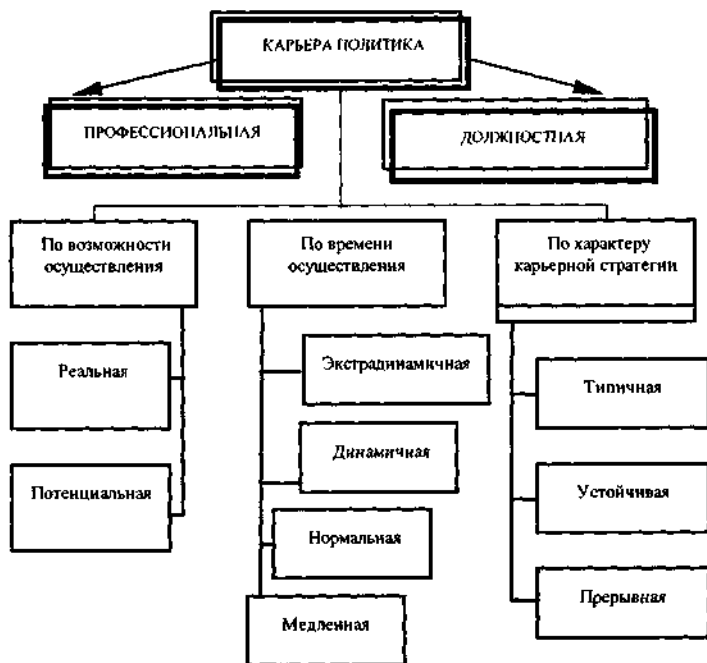 КАРЬЕРА ПОЛИТИКА
ПРОФЕССИОНАЛЬНАЯ
ДОЛЖНОСТНАЯ
По возможности
осуществления
По времени
осуществления
По характеру
карьерной стратегии
Реальная
Потенциальная
Экстрадинамичная
Динамичная
Нормальная
Медленная
Типичная
Устойчивая
Прерывная